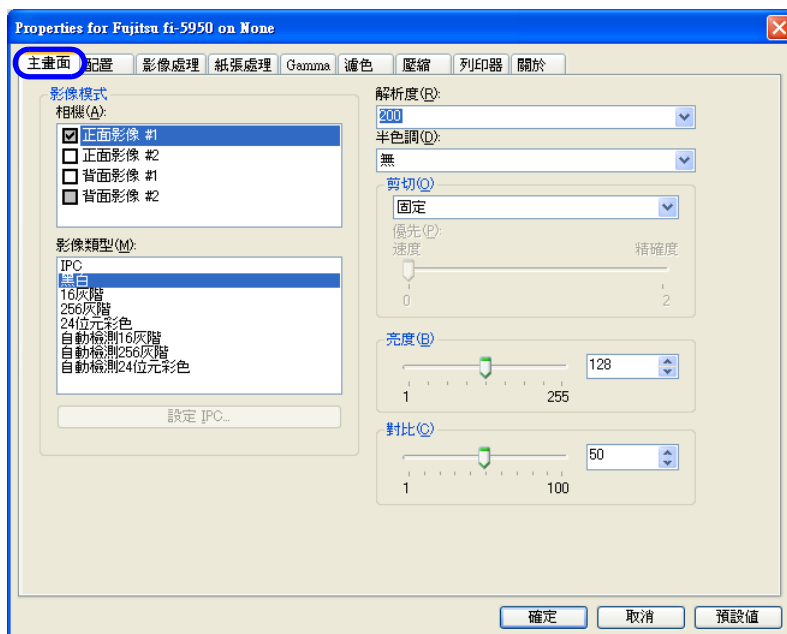 Properties for Fujitsu fi-5950 on None
主畫面 配置 影像處理 紙張處理 Gamma 濾色 壓縮 列印器 關於
影像模式
相機(A):
正面影像 #1
正面影像 #2
背面影像 #1
背面影像 #2
影像類型(M):
IPC
黑白
16灰階
256灰階
24位元彩色
自動檢測16灰階
自動檢測256灰階
自動檢測24位元彩色
設定 IPC...
解析度(R):
200
半色調(D):
無
剪切(O)
固定
優先(P):
速度 精確度
0 2
亮度(B)
128
1 255
對比(C)
50
1 100
確定 取消 預設値